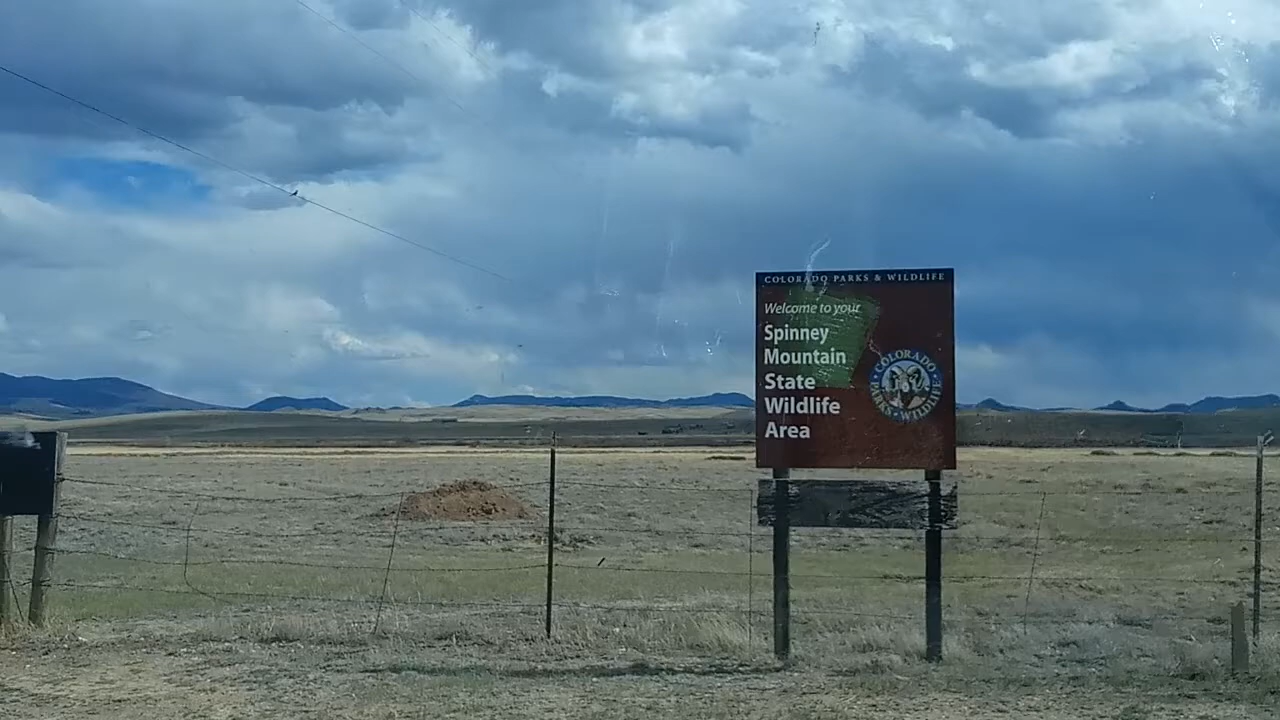 COLORADO PARKS & WILDLIFE
Welcome to your
Spinney
Mountain
State
Wildlife
Area
COLORADO
PARKS • WILDLIFE